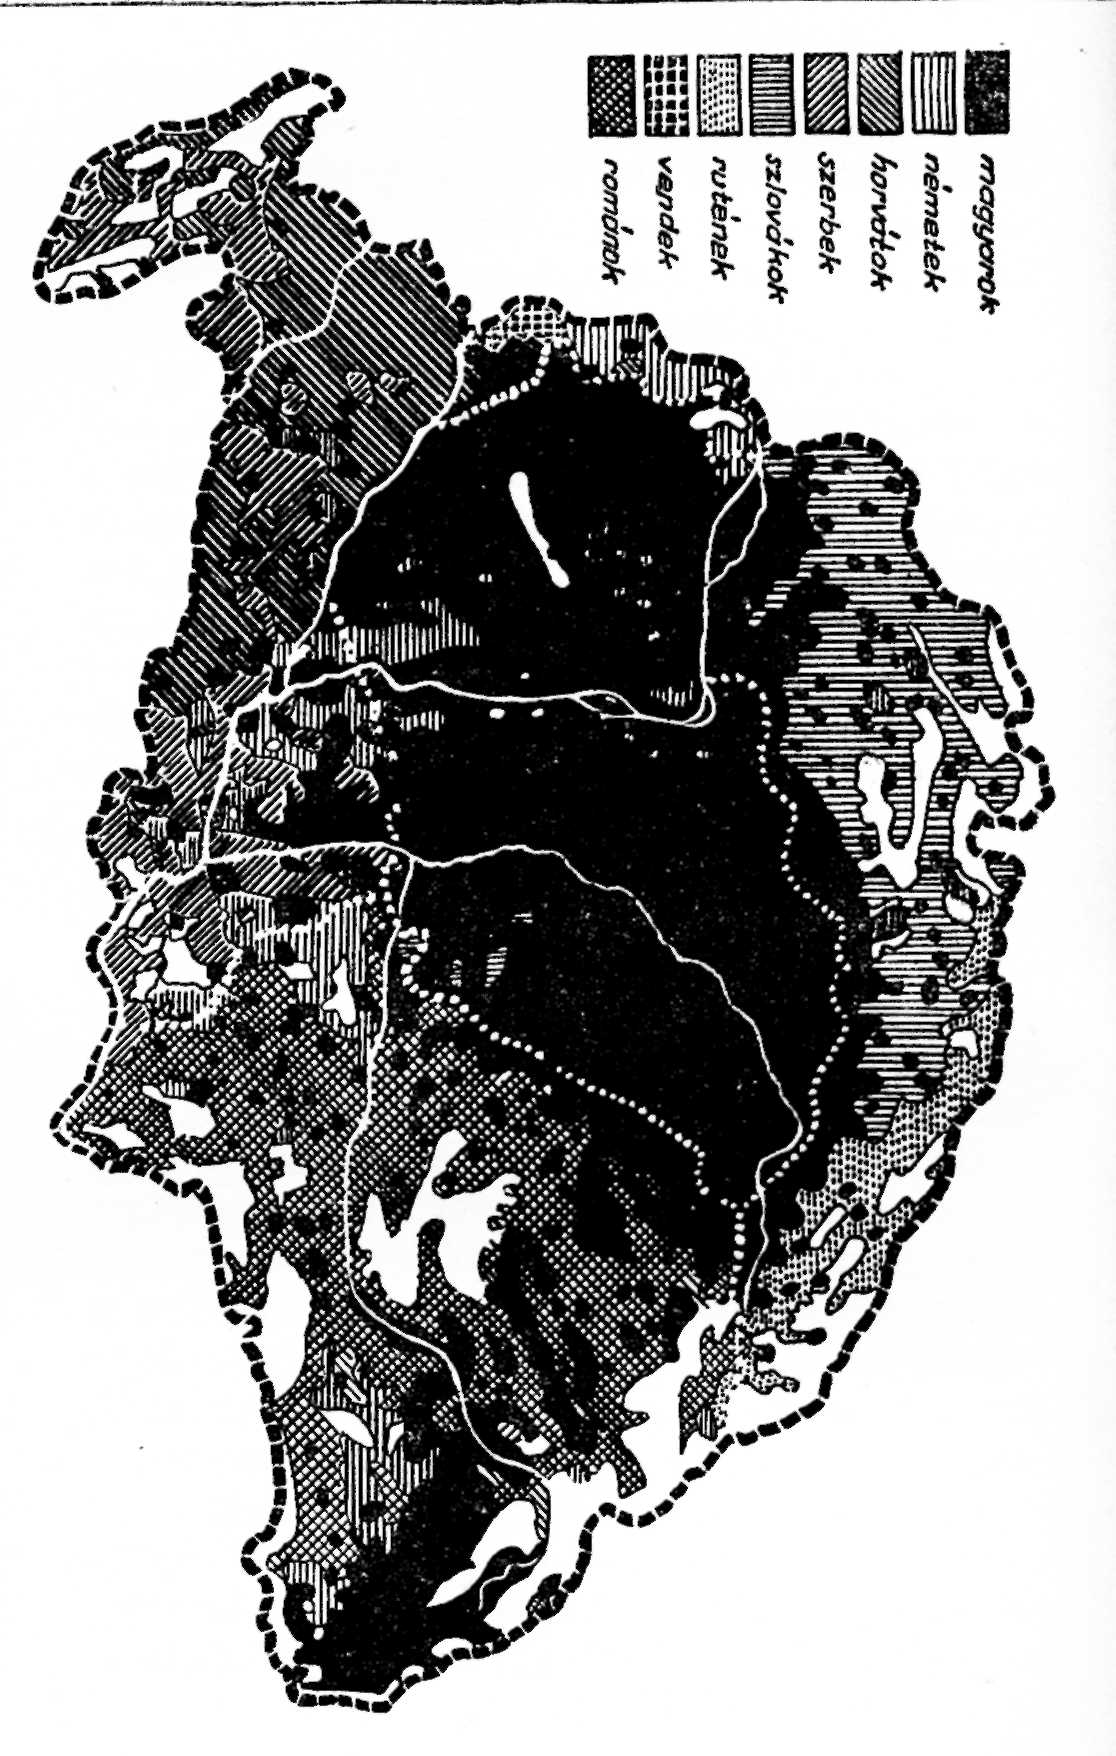 magyarok
németek
horvátok
szerbek
szlovákok
rutének
vendek
románok